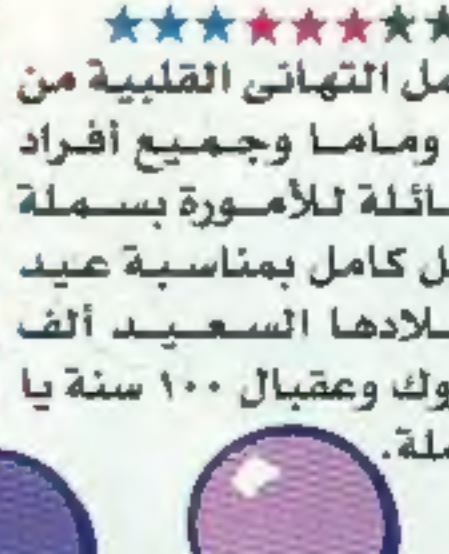 مل التهانى القلبية من
وماما وجميع أفراد
ائلة للأمورة بسملة
ل كامل بمناسبة عيد
لادها السعيد ألف
وك وعقبال ١٠٠ سنة يا
ملة.